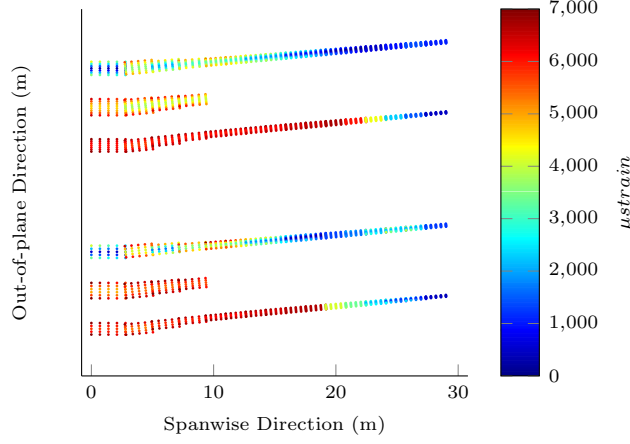 7,000
6,000
5,000
4,000
3,000
2,000
1,000
0
μstrain
Out-of-plane Direction (m)
0 10 20 30
Spanwise Direction (m)